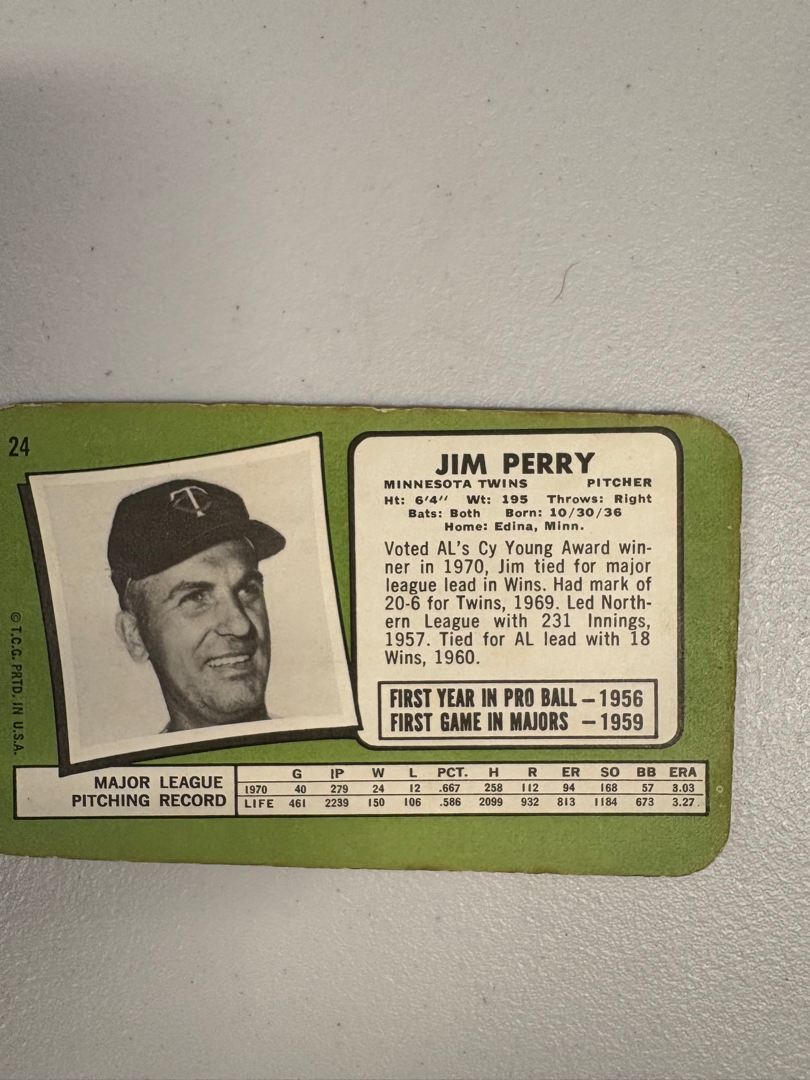 24
JIM PERRY
MINNESOTA TWINS PITCHER
Ht: 6'4" Wt: 195 Throws: Right
Bats: Both Born: 10/30/36
Home: Edina, Minn.
Voted AL's Cy Young Award win-
ner in 1970, Jim tied for major
league lead in Wins. Had mark of
20-6 for Twins, 1969. Led North-
ern League with 231 Innings,
1957. Tied for AL lead with 18
Wins, 1960.
FIRST YEAR IN PRO BALL – 1956
FIRST GAME IN MAJORS – 1959
TC
© T.C.G. PRTD. IN U.S.A.
MAJOR LEAGUE
PITCHING RECORD
G IP W L PCT. H R ER SO BB ERA
1970 40 279 24 12 .667 258 112 94 168 57 3.03
LIFE 461 2239 150 106 .586 2099 932 813 1184 673 3.27